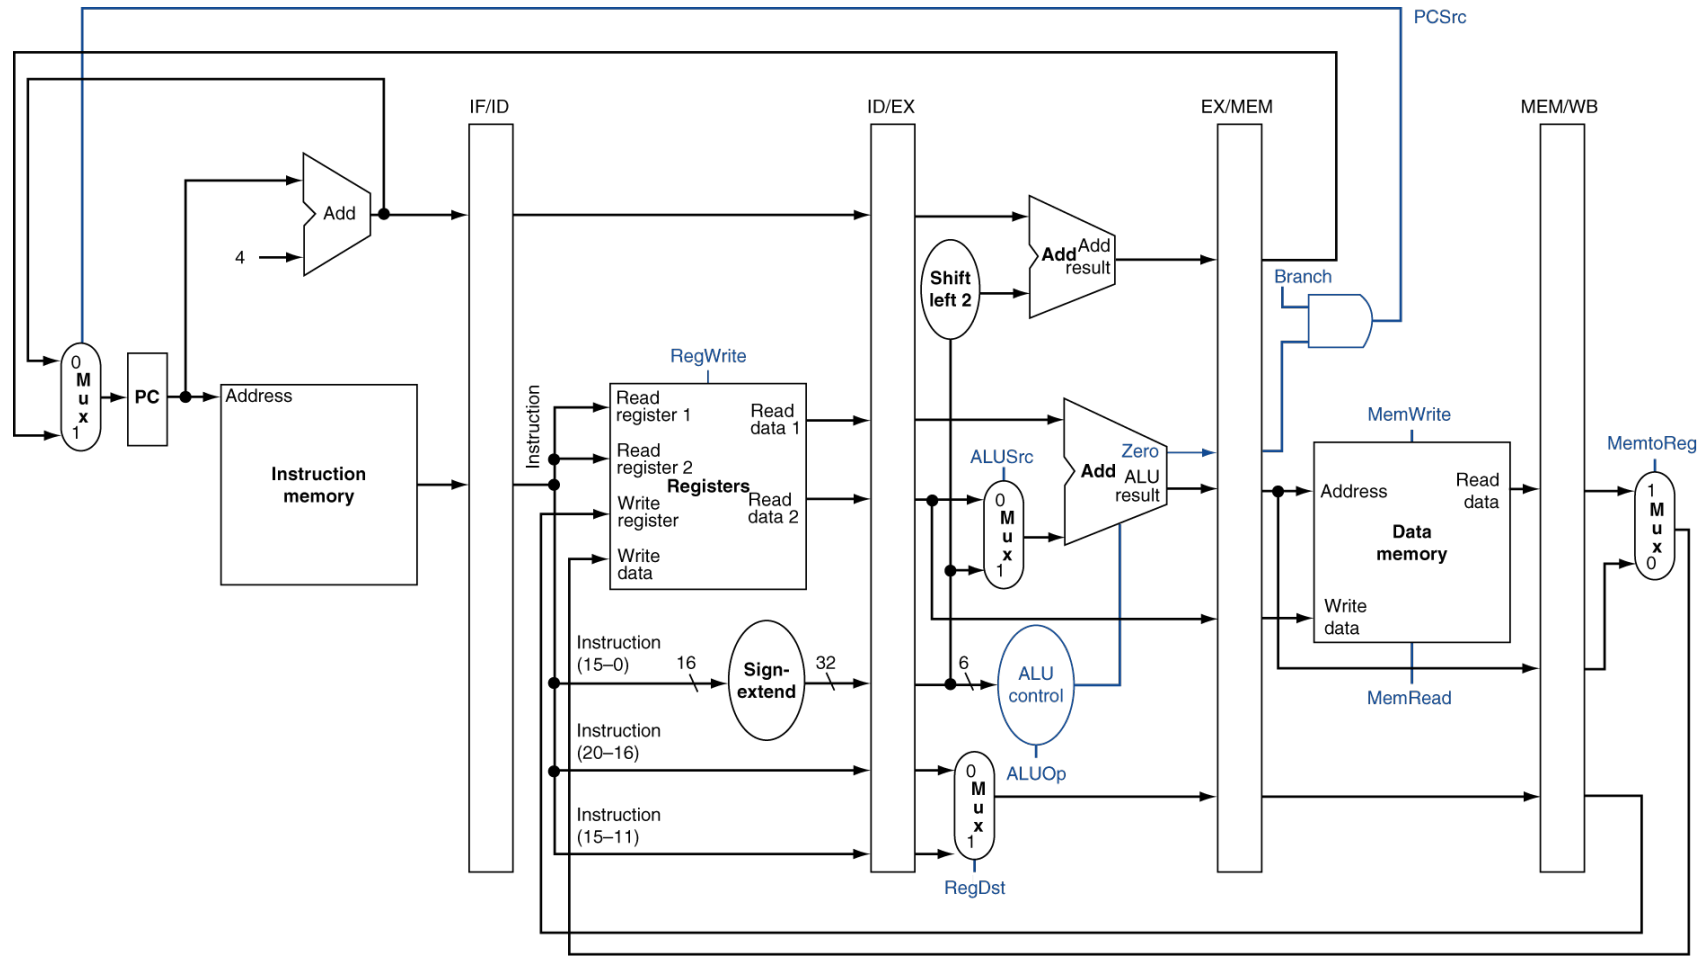 PCSrc
IF/ID
ID/EX
EX/MEM
MEM/WB
Add
4
Shift
left 2
Add
Add
result
Branch
0
M
u
x
1
PC
Address
Instruction
memory
Instruction
RegWrite
Read
register 1
Read
register 2
Write
register
Write
data
Registers
Read
data 1
Read
data 2
ALUSrc
0
M
u
x
1
Zero
Add
ALU
result
MemWrite
Address
Read
data
Data
memory
Write
data
MemRead
MemtoReg
1
M
u
x
0
Instruction
(15–0)
16
Sign-
extend
32
6
ALU
control
ALUOp
Instruction
(20–16)
Instruction
(15–11)
0
M
u
x
1
RegDst